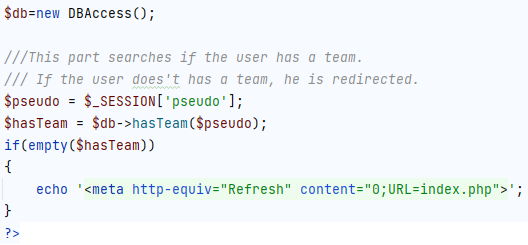 $db=new DBAccess();
///This part searches if the user has a team.
/// If the user does't has a team, he is redirected.
$pseudo = $_SESSION['pseudo'];
$hasTeam = $db->hasTeam($pseudo);
if(empty($hasTeam))
{
    echo '<meta http-equiv="Refresh" content="0;URL=index.php">';
}
?>